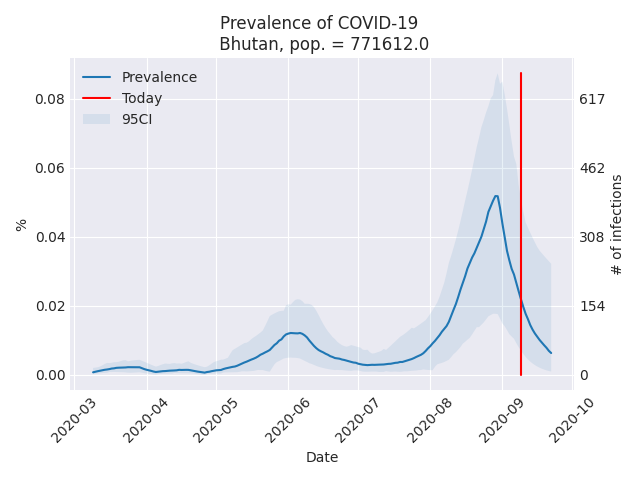 Prevalence of COVID-19
Bhutan, pop. = 771612.0
Prevalence
Today
95CI
0.08
0.06
0.04
0.02
0.00
%
617
462
308
154
0
# of infections
2020-03
2020-04
2020-05
2020-06
2020-07
2020-08
2020-09
2020-10
Date